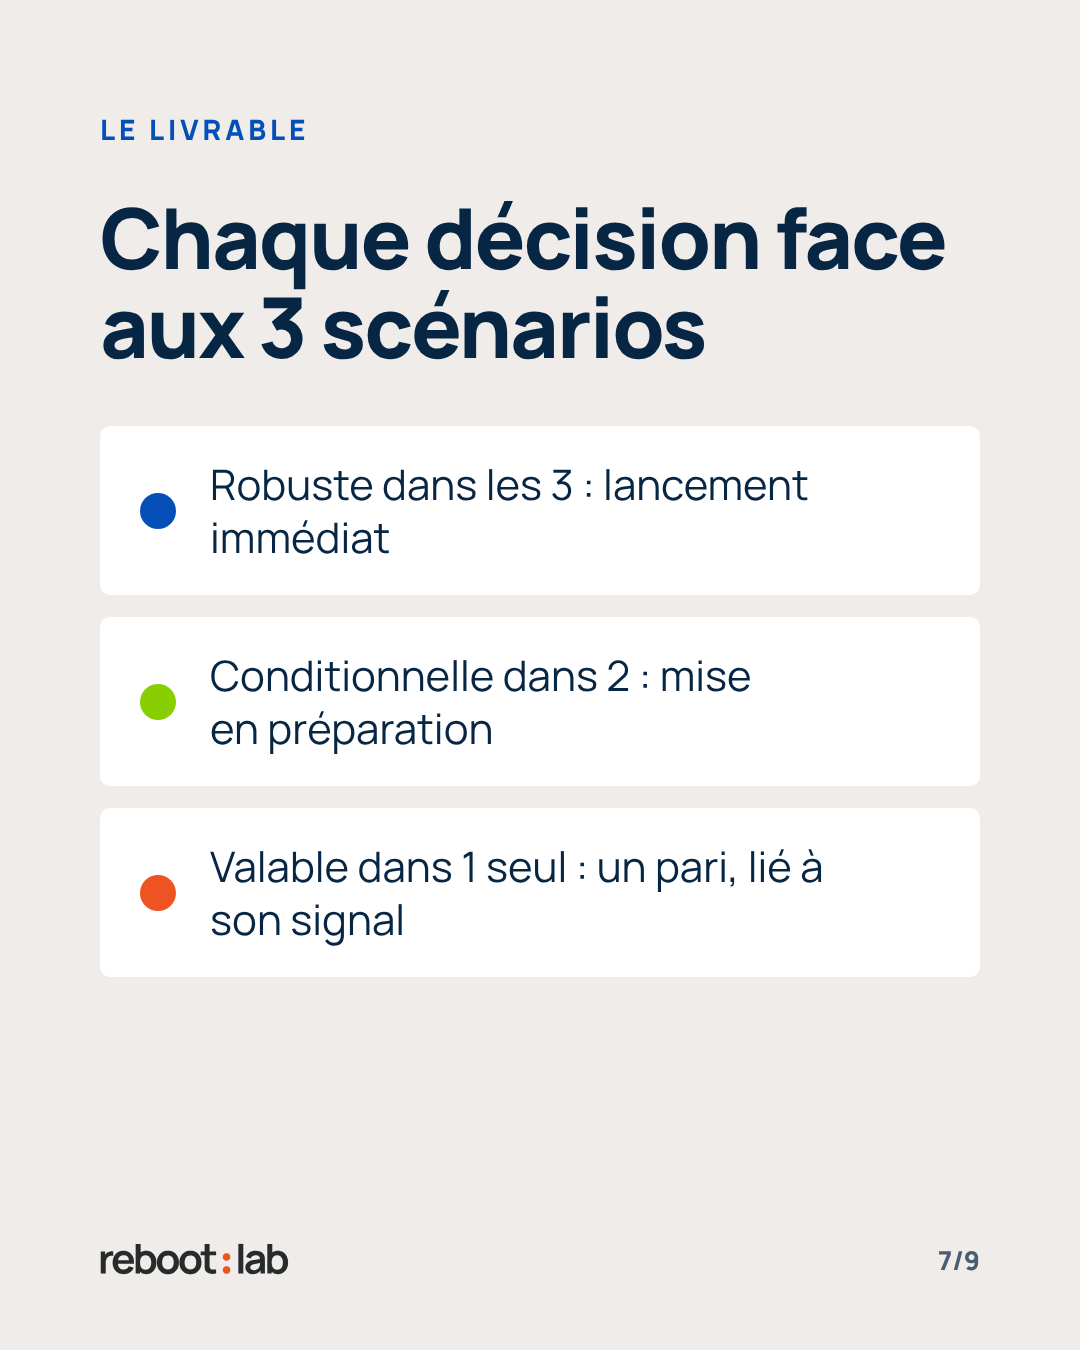 LE LIVRABLE
Chaque décision face
aux 3 scénarios
Robuste dans les 3 : lancement
immédiat
Conditionnelle dans 2 : mise
en préparation
Valable dans 1 seul : un pari, lié à
son signal
reboot:lab
7/9